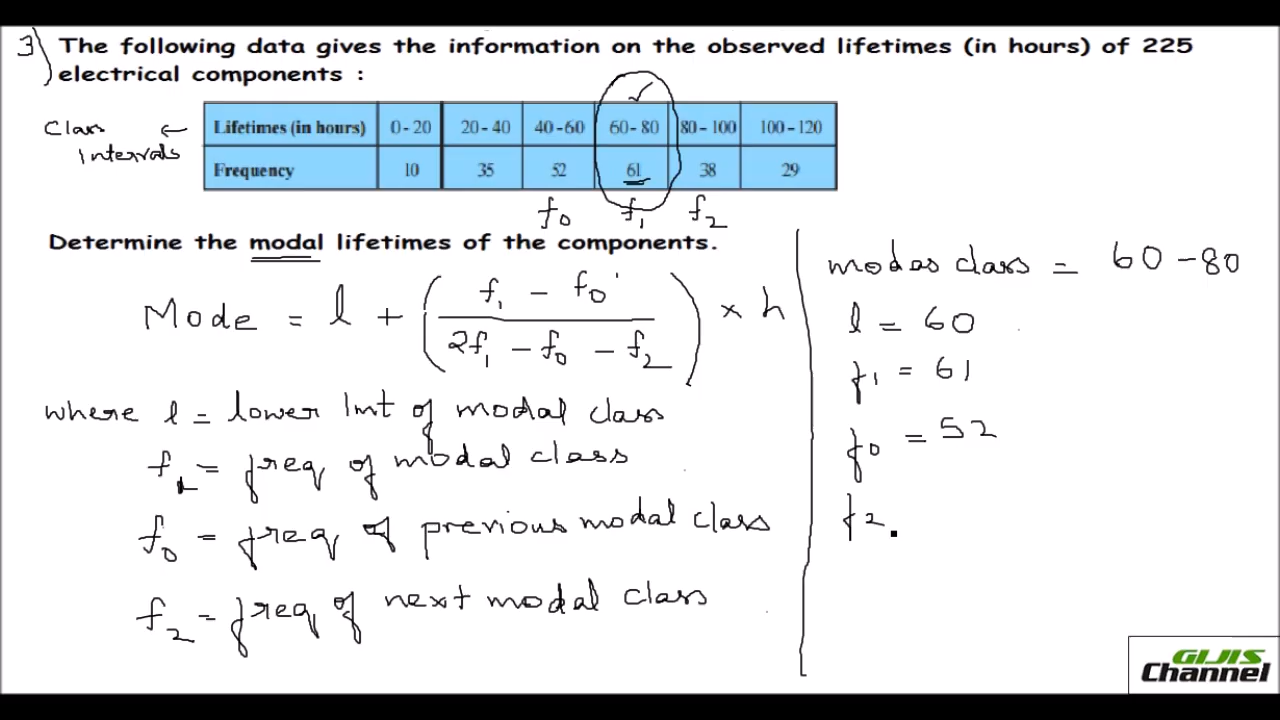 3) The following data gives the information on the observed lifetimes (in hours) of 225
electrical components :
Class
Intervals
Lifetimes (in hours) 0 - 20 20 - 40 40 - 60 60 - 80 80 - 100 100 - 120
Frequency 10 35 52 61 38 29
f0 f1 f2
Determine the modal lifetimes of the components.
Mode = l + ( f1 - f0 / 2f1 - f0 - f2 ) × h
where l = lower lmt of modal class
f1 = freq of modal class
f0 = freq of previous modal class
f2 = freq of next modal class
modas class = 60 - 80
l = 60
f1 = 61
f0 = 52
f2
GIJIS
Channel